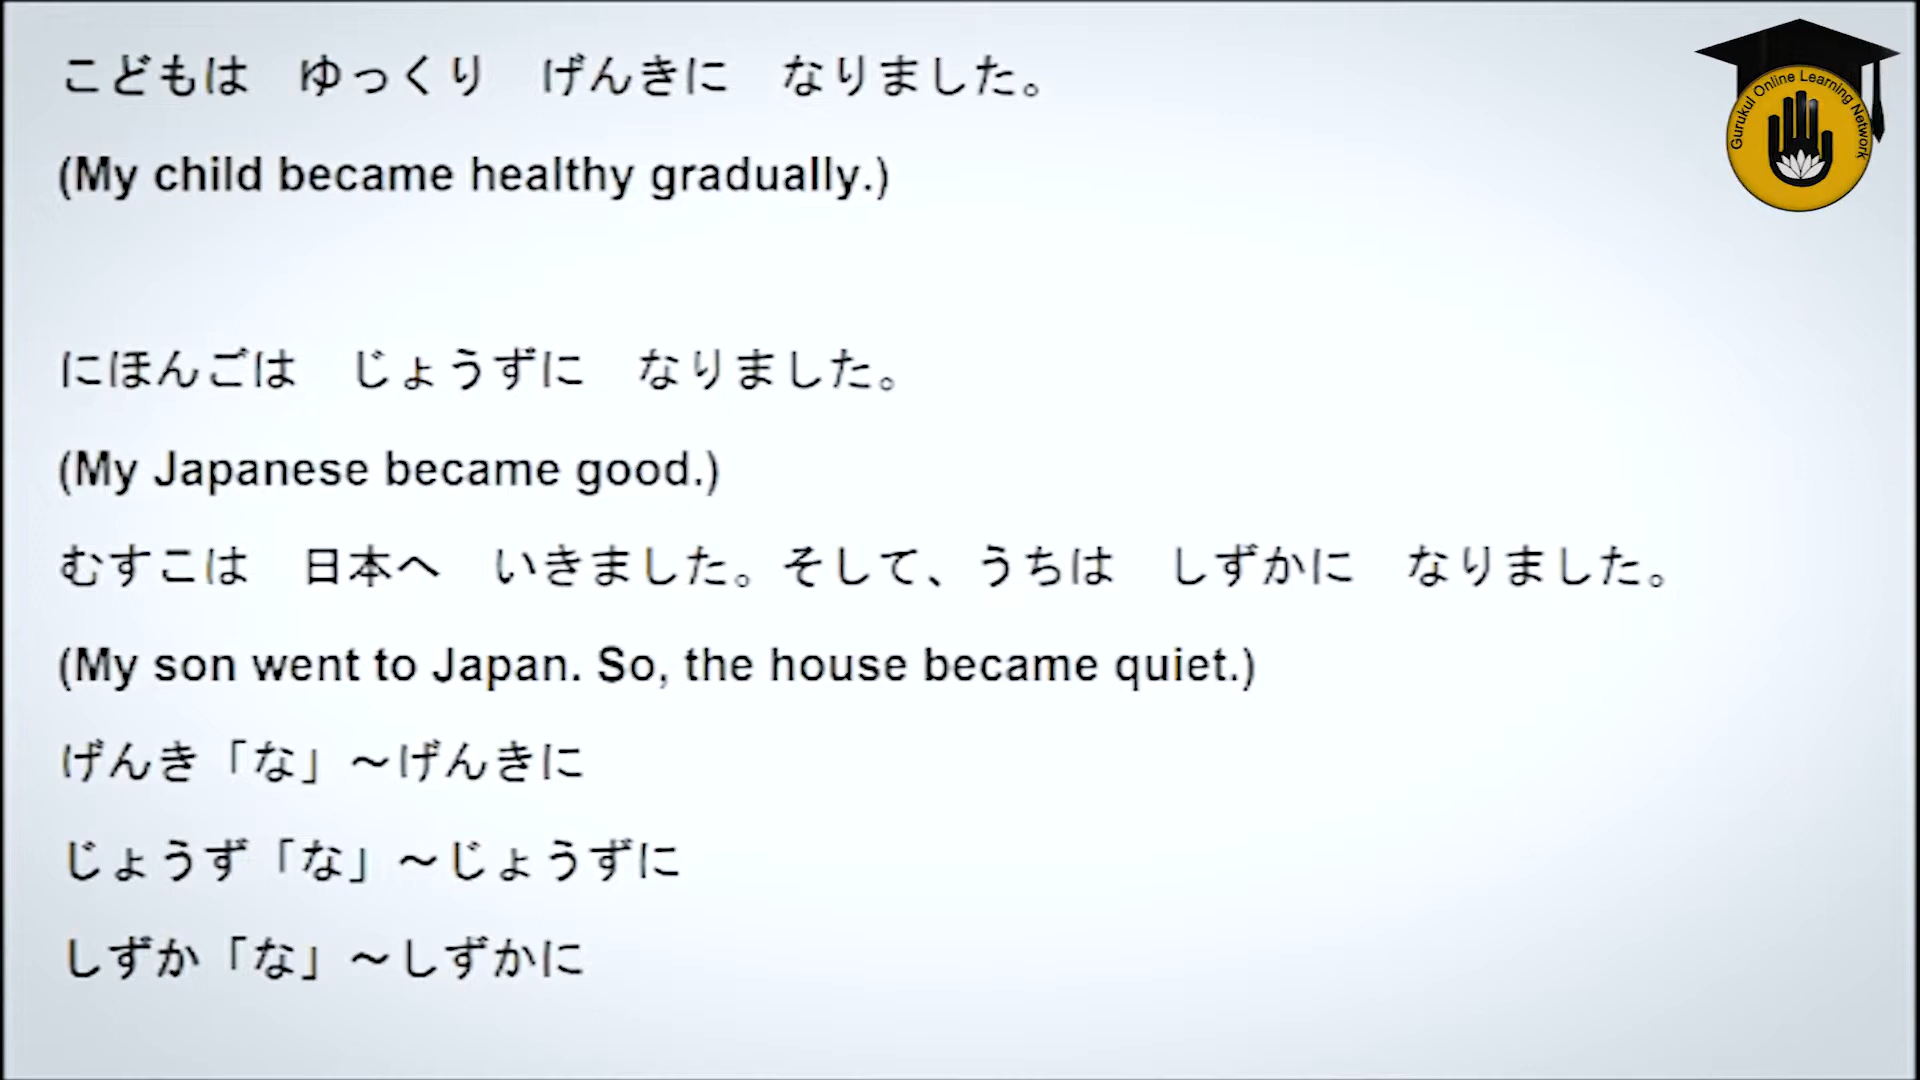 こどもは　ゆっくり　げんきに　なりました。
(My child became healthy gradually.)
にほんごは　じょうずに　なりました。
(My Japanese became good.)
むすこは　日本へ　いきました。そして、うちは　しずかに　なりました。
(My son went to Japan. So, the house became quiet.)
げんき「な」～げんきに
じょうず「な」～じょうずに
しずか「な」～しずかに
Gurukul Online Learning Network